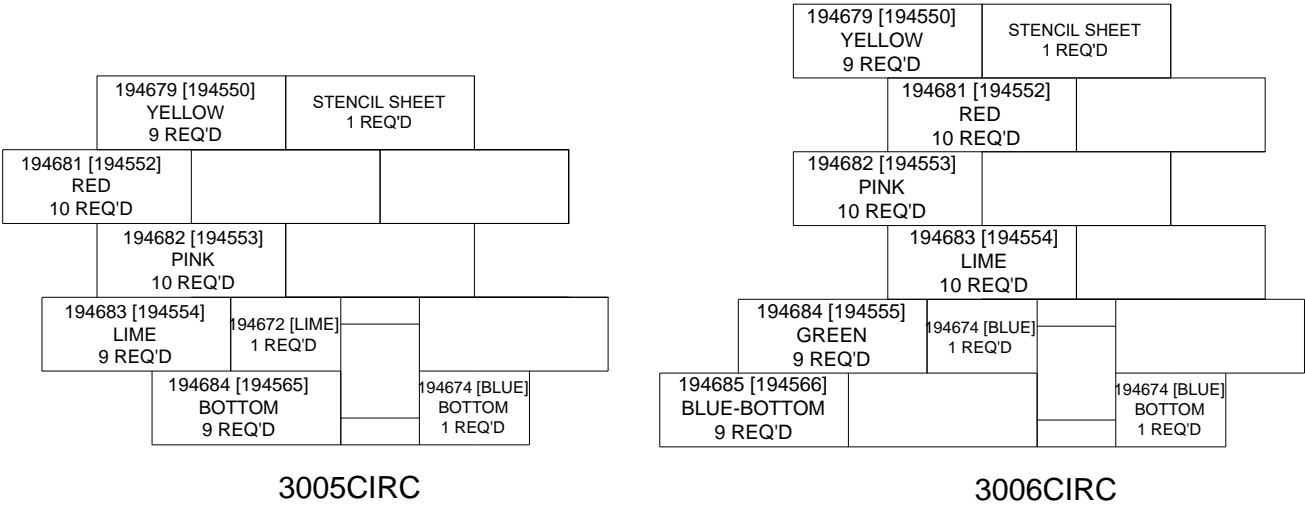 194679 [194550]
YELLOW
9 REQ'D
STENCIL SHEET
1 REQ'D
194681 [194552]
RED
10 REQ'D
194682 [194553]
PINK
10 REQ'D
194683 [194554]
LIME
9 REQ'D
194672 [LIME]
1 REQ'D
194684 [194565]
BOTTOM
9 REQ'D
194674 [BLUE]
BOTTOM
1 REQ'D
3005CIRC
194679 [194550]
YELLOW
9 REQ'D
STENCIL SHEET
1 REQ'D
194681 [194552]
RED
10 REQ'D
194682 [194553]
PINK
10 REQ'D
194683 [194554]
LIME
10 REQ'D
194684 [194555]
GREEN
9 REQ'D
194674 [BLUE]
1 REQ'D
194685 [194566]
BLUE-BOTTOM
9 REQ'D
194674 [BLUE]
BOTTOM
1 REQ'D
3006CIRC